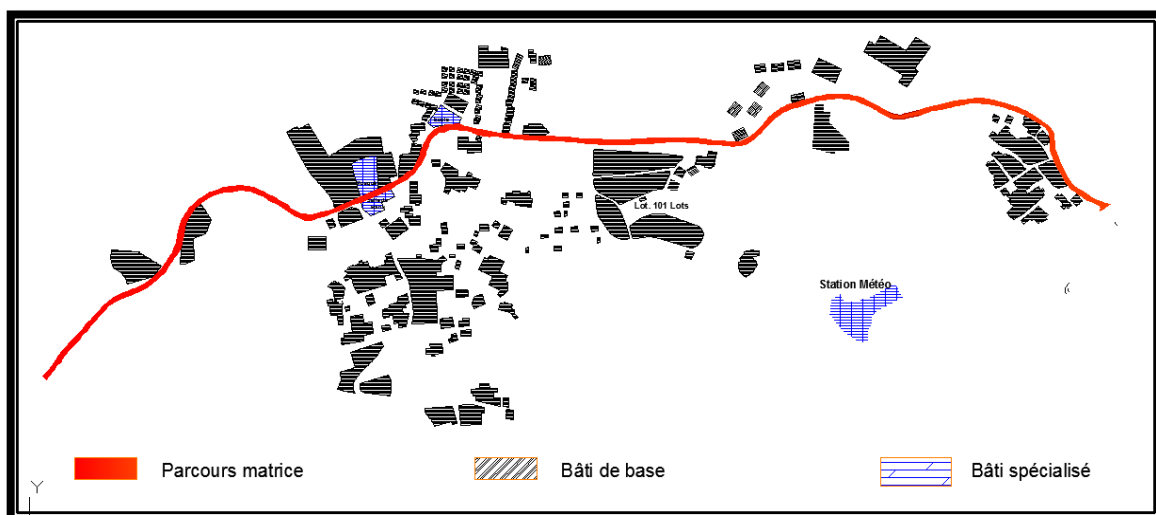 Lot. 101 Lots
Station Météo
Parcours matrice
Bâti de base
Bâti spécialisé
Y